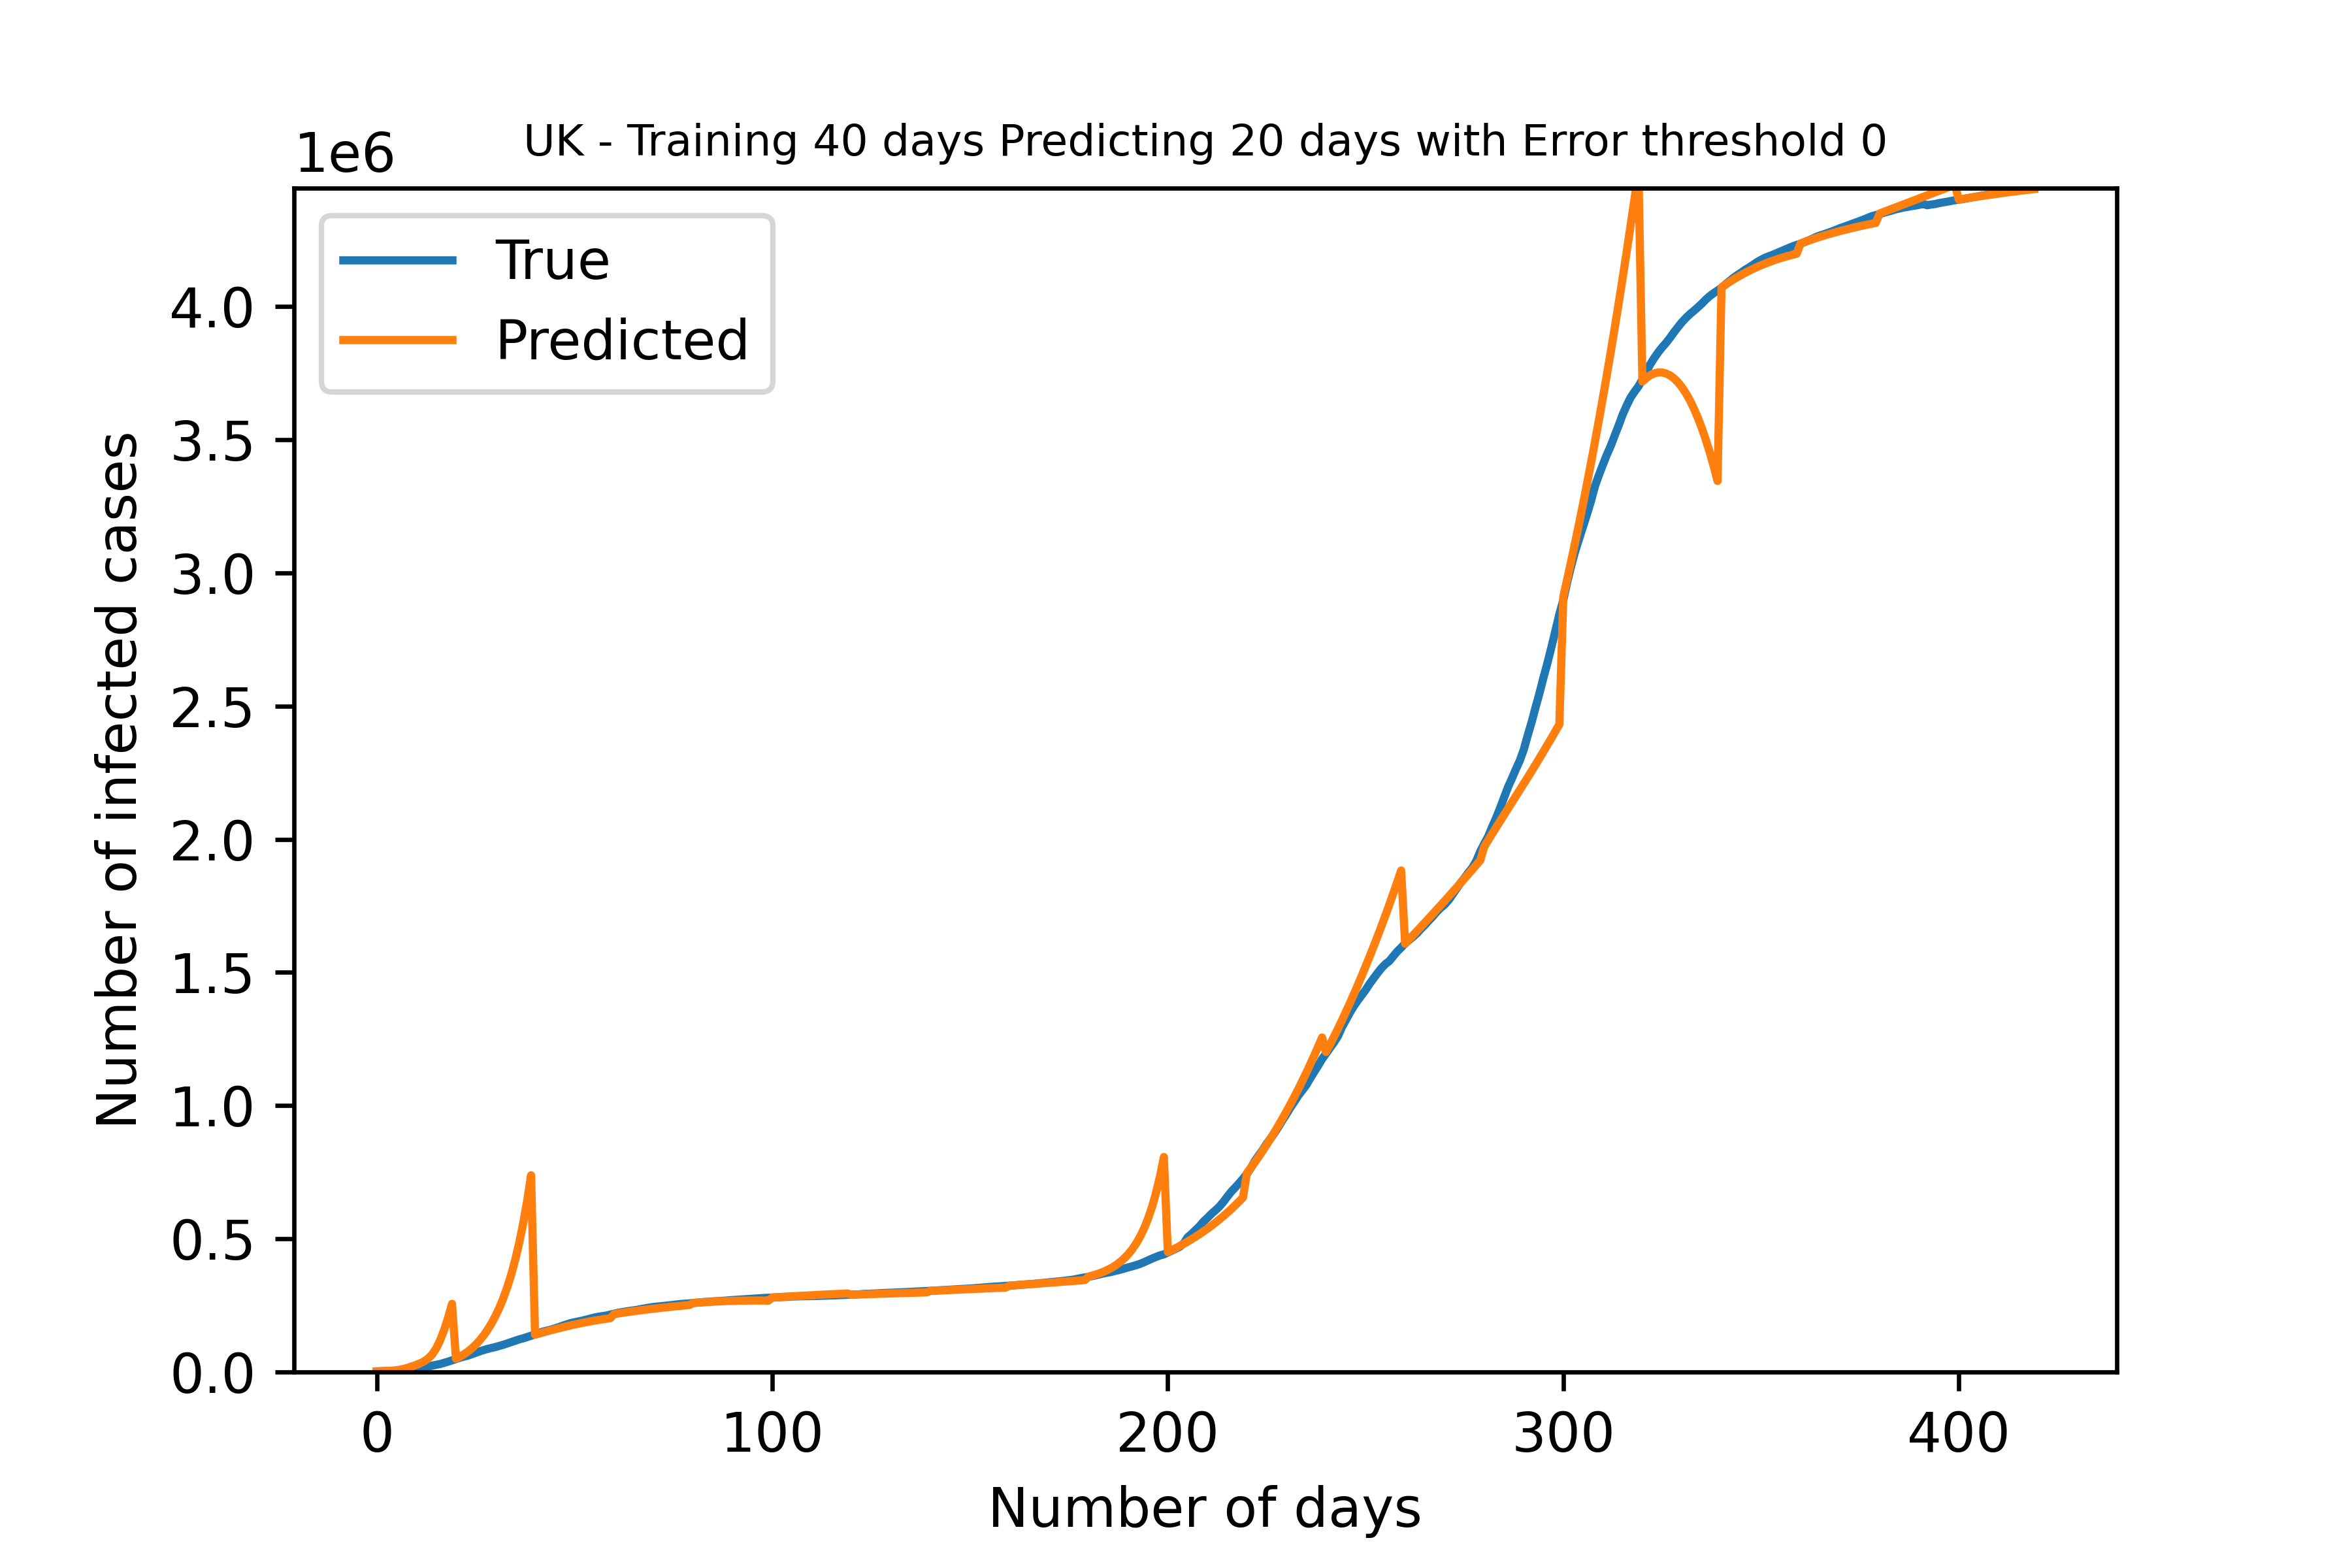 UK - Training 40 days Predicting 20 days with Error threshold 0
1e6
True
Predicted
4.0
3.5
3.0
2.5
2.0
1.5
1.0
0.5
0.0
Number of infected cases
0 100 200 300 400
Number of days